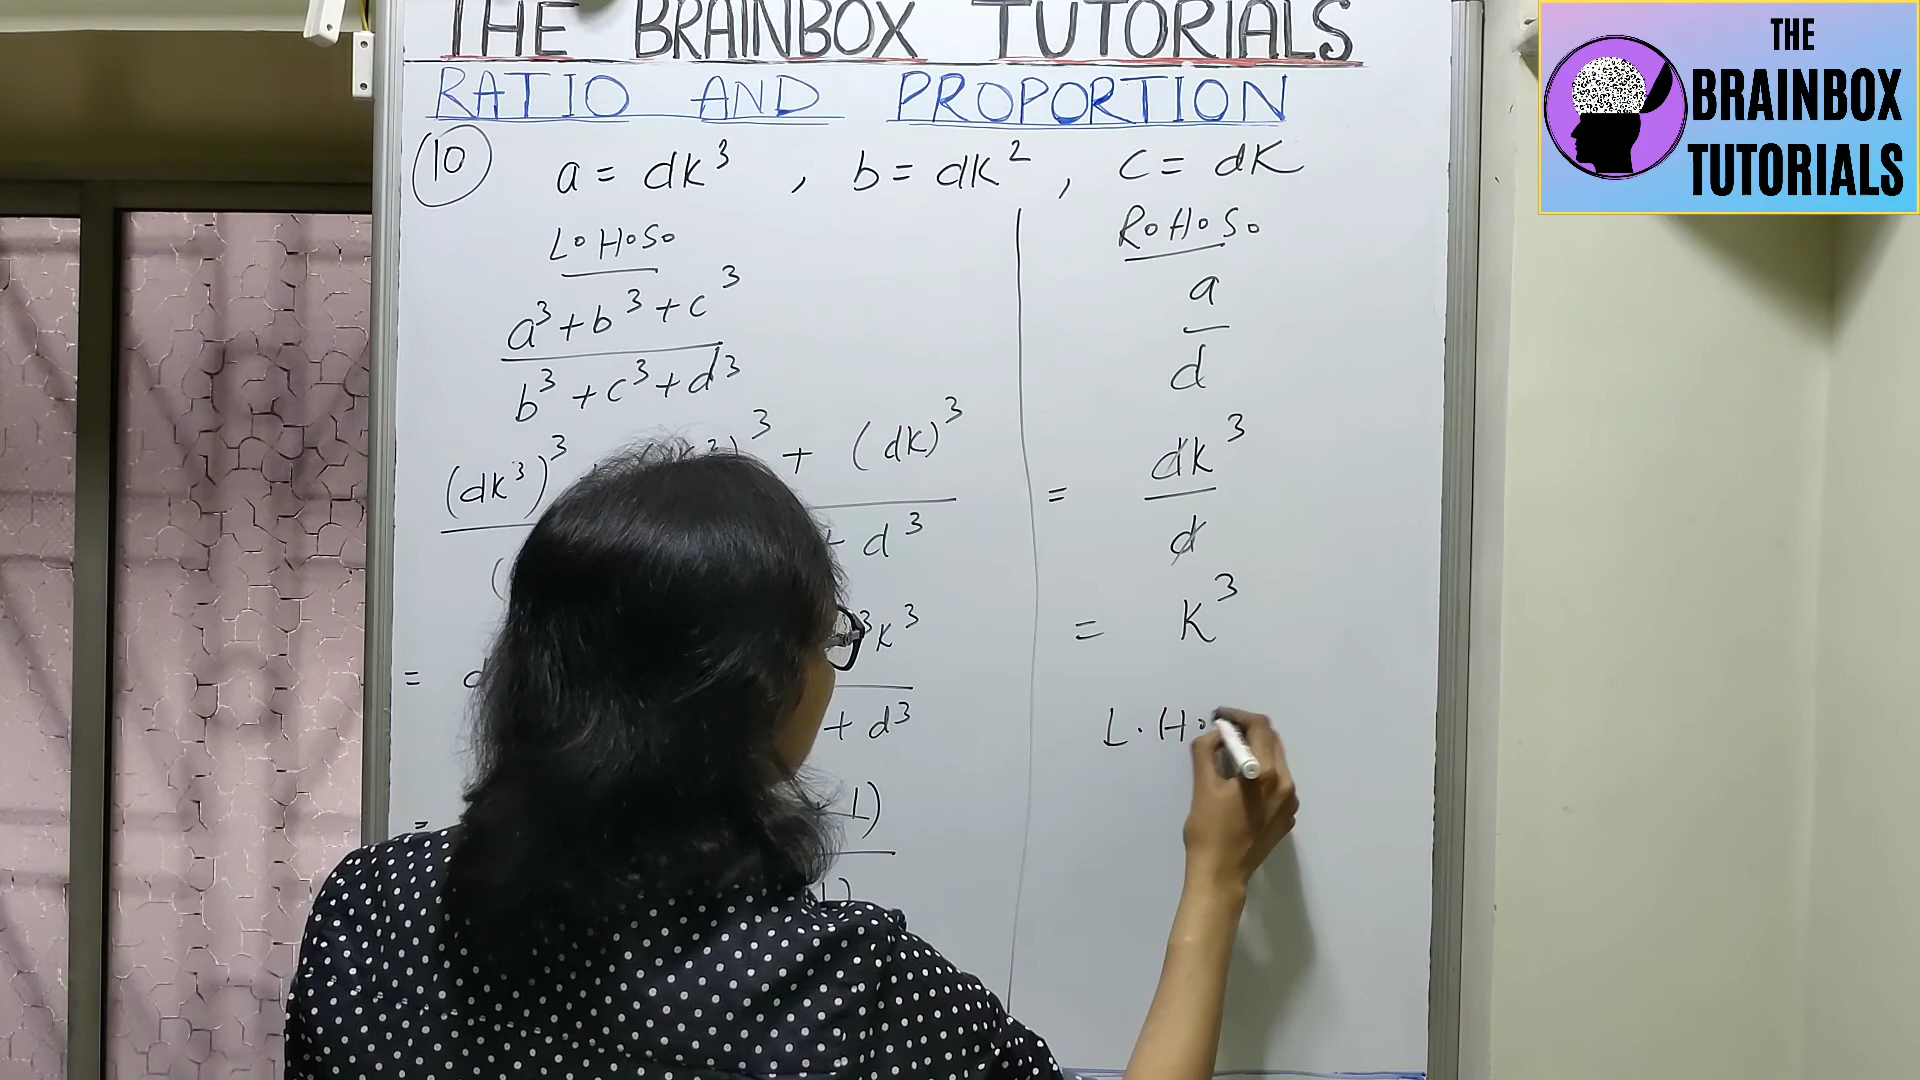 THE BRAINBOX TUTORIALS
RATIO AND PROPORTION
10 a = dk³ , b = dk² , c = dk
L.H.S.
a³ + b³ + c³
b³ + c³ + d³
(dk³)³ + (dk)³
( d³
³k³
= d
+ d³
=
1)
1)
R.H.S.
a
d
= dk³
d
= k³
L.H.
THE
BRAINBOX
TUTORIALS